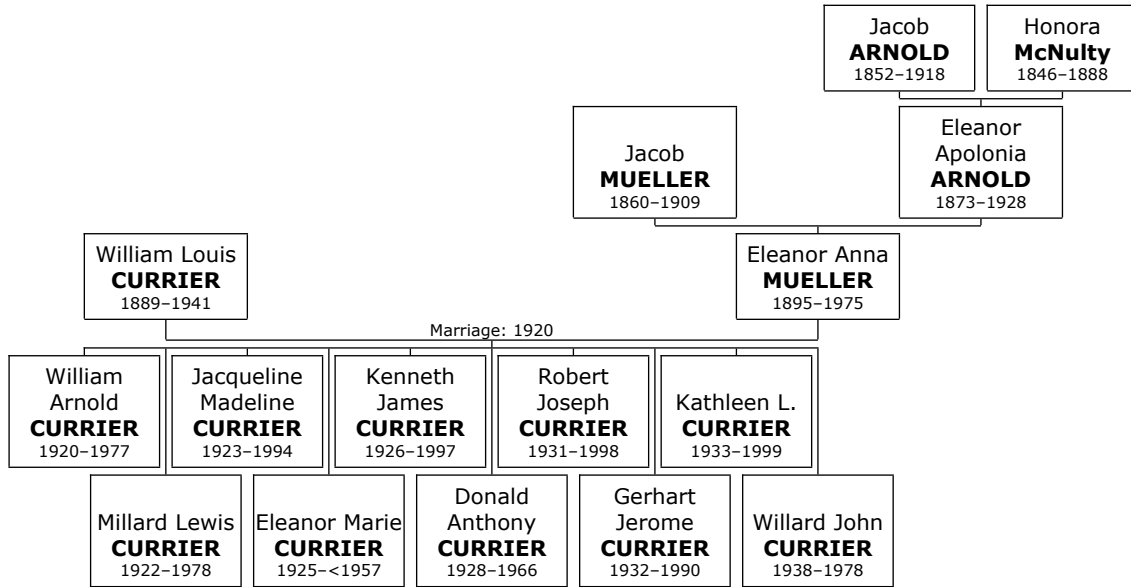 Jacob
ARNOLD
1852–1918
Honora
McNulty
1846–1888
Jacob
MUELLER
1860–1909
Eleanor
Apolonia
ARNOLD
1873–1928
William Louis
CURRIER
1889–1941
Eleanor Anna
MUELLER
1895–1975
Marriage: 1920
William
Arnold
CURRIER
1920–1977
Jacqueline
Madeline
CURRIER
1923–1994
Kenneth
James
CURRIER
1926–1997
Robert
Joseph
CURRIER
1931–1998
Kathleen L.
CURRIER
1933–1999
Millard Lewis
CURRIER
1922–1978
Eleanor Marie
CURRIER
1925–<1957
Donald
Anthony
CURRIER
1928–1966
Gerhart
Jerome
CURRIER
1932–1990
Willard John
CURRIER
1938–1978